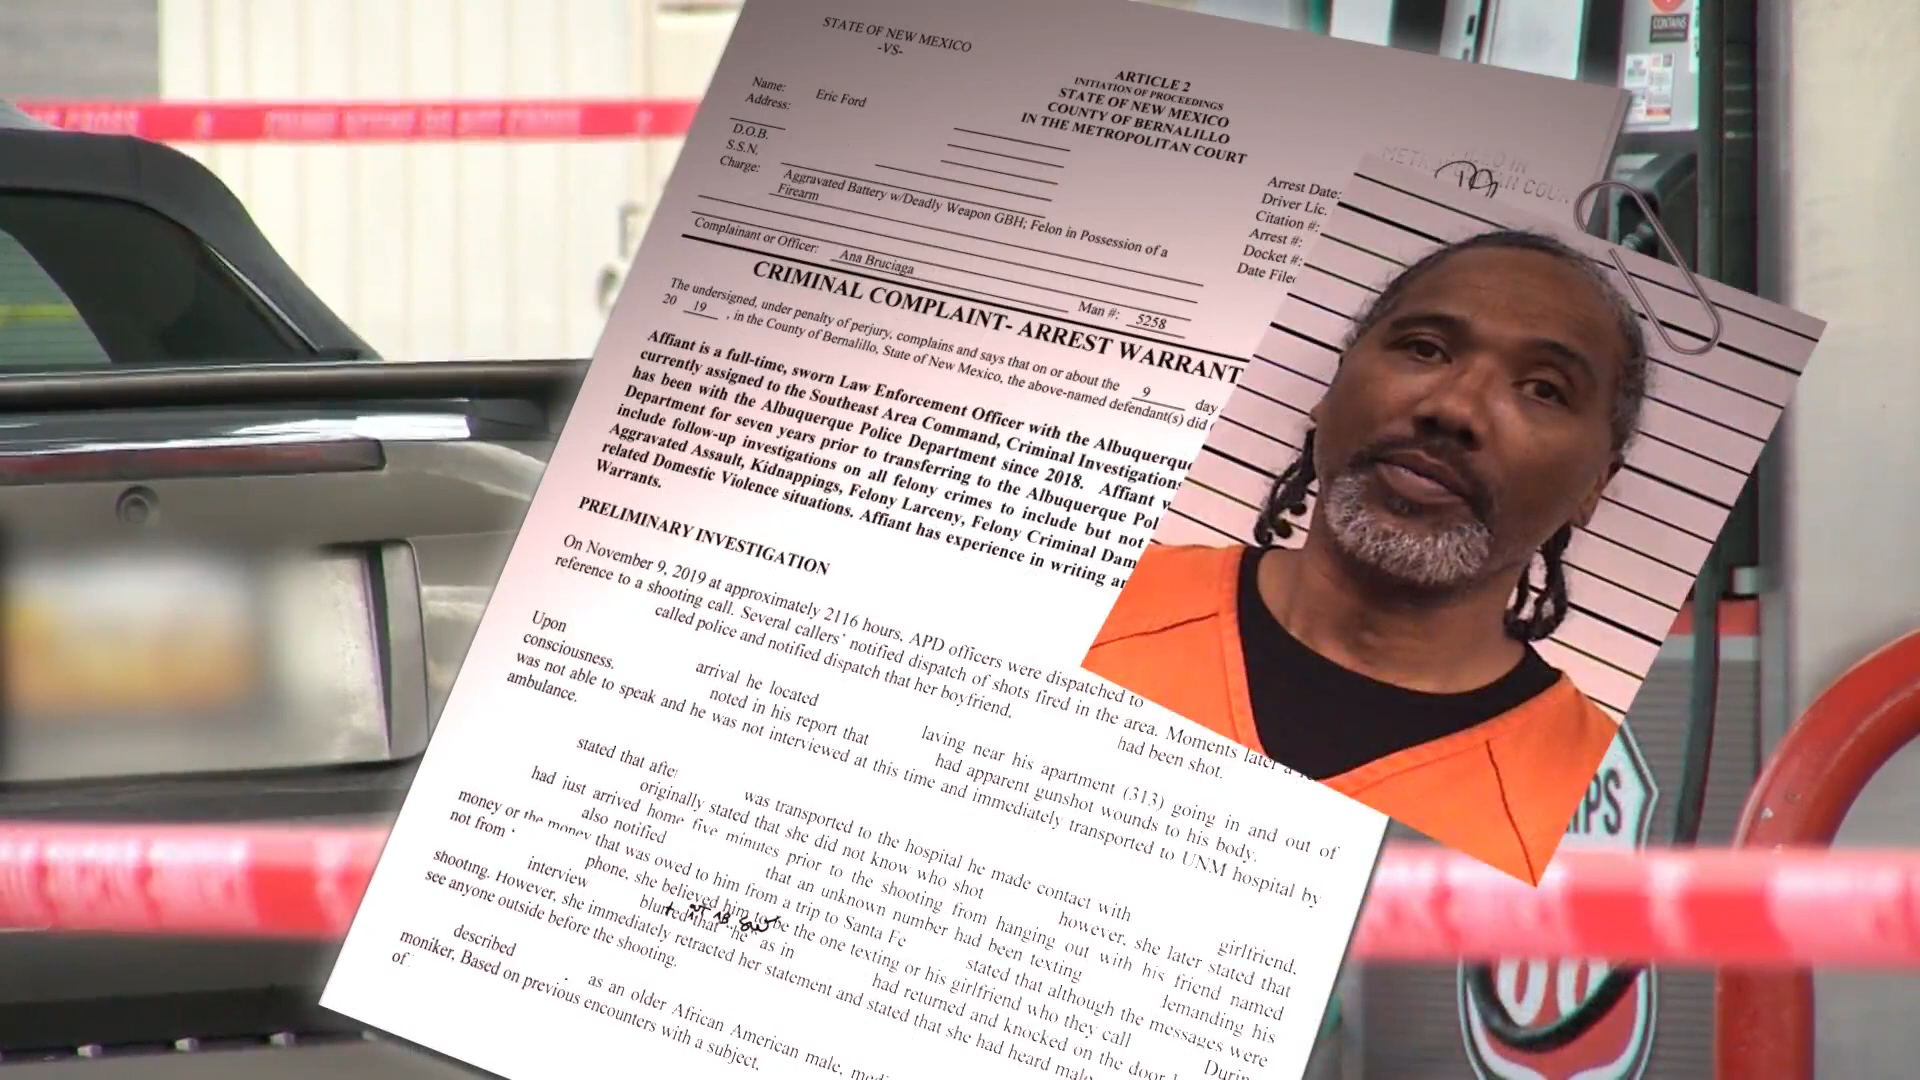 STATE OF NEW MEXICO
-VS-
ARTICLE 2
INITIATION OF PROCEEDINGS
STATE OF NEW MEXICO
COUNTY OF BERNALILLO
IN THE METROPOLITAN COURT
Name: Eric Ford
Address:
D.O.B.
S.S.N.
Charge: Aggravated Battery w/Deadly Weapon GBH; Felon in Possession of a
Firearm
Arrest Date:
Driver Lic.
Citation #:
Arrest #:
Docket #:
Date File
Complainant or Officer: Ana Bruciaga Man #: 5258
CRIMINAL COMPLAINT- ARREST WARRANT
The undersigned, under penalty of perjury, complains and says that on or about the 9 day
20 19 , in the County of Bernalillo, State of New Mexico, the above-named defendant(s) did
Affiant is a full-time, sworn Law Enforcement Officer with the Albuquerque
currently assigned to the Southeast Area Command, Criminal Investigations
has been with the Albuquerque Police Department since 2018. Affiant w
Department for seven years prior to transferring to the Albuquerque Pol
include follow-up investigations on all felony crimes to include but not
Aggravated Assault, Kidnappings, Felony Larceny, Felony Criminal Dam
related Domestic Violence situations. Affiant has experience in writing ar
Warrants.
PRELIMINARY INVESTIGATION
On November 9, 2019 at approximately 2116 hours, APD officers were dispatched to
reference to a shooting call. Several callers' notified dispatch of shots fired in the area. Moments later a
called police and notified dispatch that her boyfriend, had been shot.
Upon arrival he located laying near his apartment (313) going in and out of
consciousness. noted in his report that had apparent gunshot wounds to his body.
was not able to speak and he was not interviewed at this time and immediately transported to UNM hospital by
ambulance.
stated that after was transported to the hospital he made contact with girlfriend.
originally stated that she did not know who shot however, she later stated that
had just arrived home five minutes prior to the shooting from hanging out with his friend named
also notified that an unknown number had been texting demanding his
money or the money that was owed to him from a trip to Santa Fe stated that although the messages were
not from phone, she believed him to be the one texting or his girlfriend who they call
interview blurted that "he" as in had returned and knocked on the door
shooting. However, she immediately retracted her statement and stated that she had heard male
see anyone outside before the shooting.
described as an older African American male, medi
moniker. Based on previous encounters with a subject,
of
CONTAINS
66